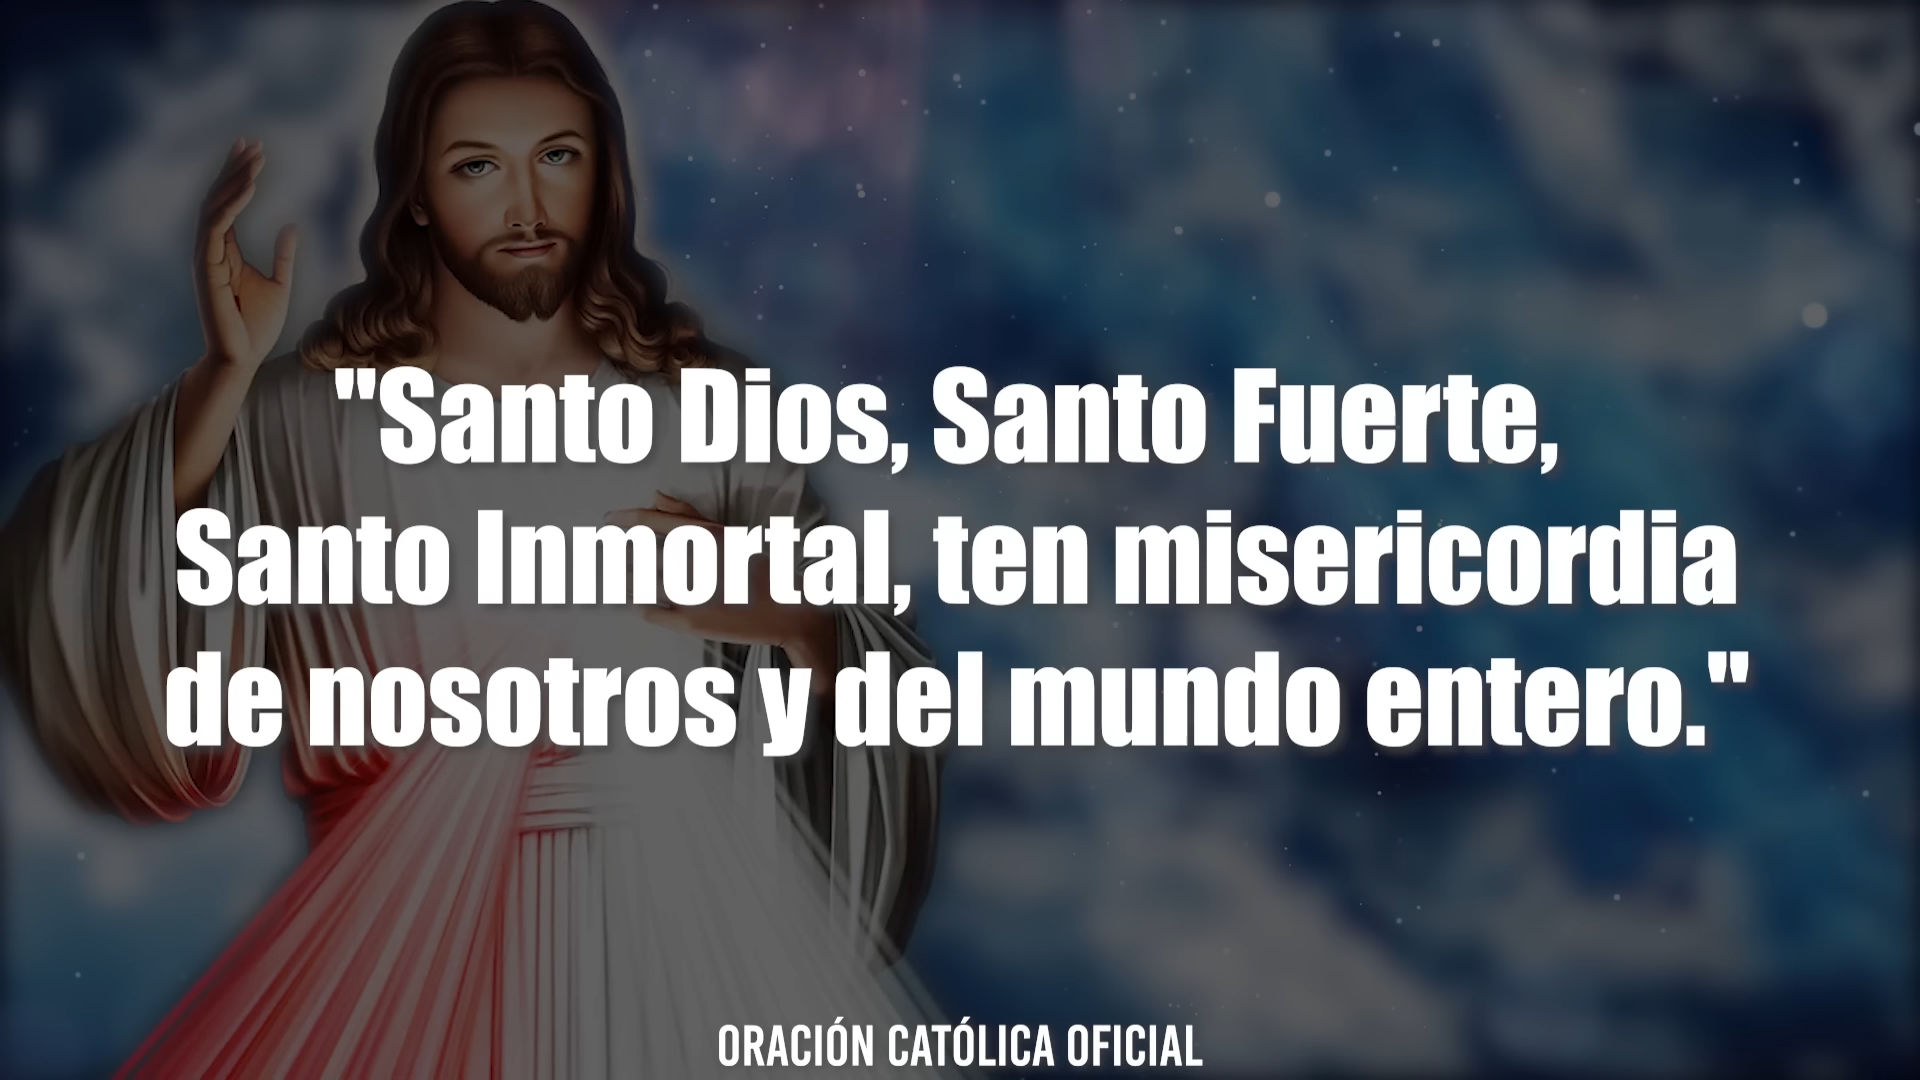 "Santo Dios, Santo Fuerte,
Santo Inmortal, ten misericordia
de nosotros y del mundo entero."
ORACIÓN CATÓLICA OFICIAL